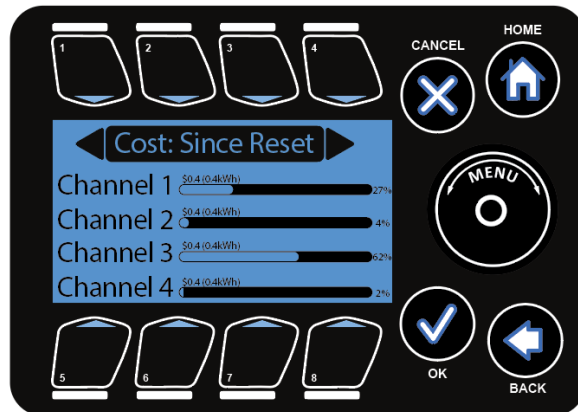 HOME
CANCEL
1 2 3 4
Cost: Since Reset
Channel 1 $0.4 (0.4kWh) 27%
MENU
Channel 2 $0.4 (0.4kWh) 4%
Channel 3 $0.4 (0.4kWh) 62%
Channel 4 $0.4 (0.4kWh) 2%
5 6 7 8
OK
BACK